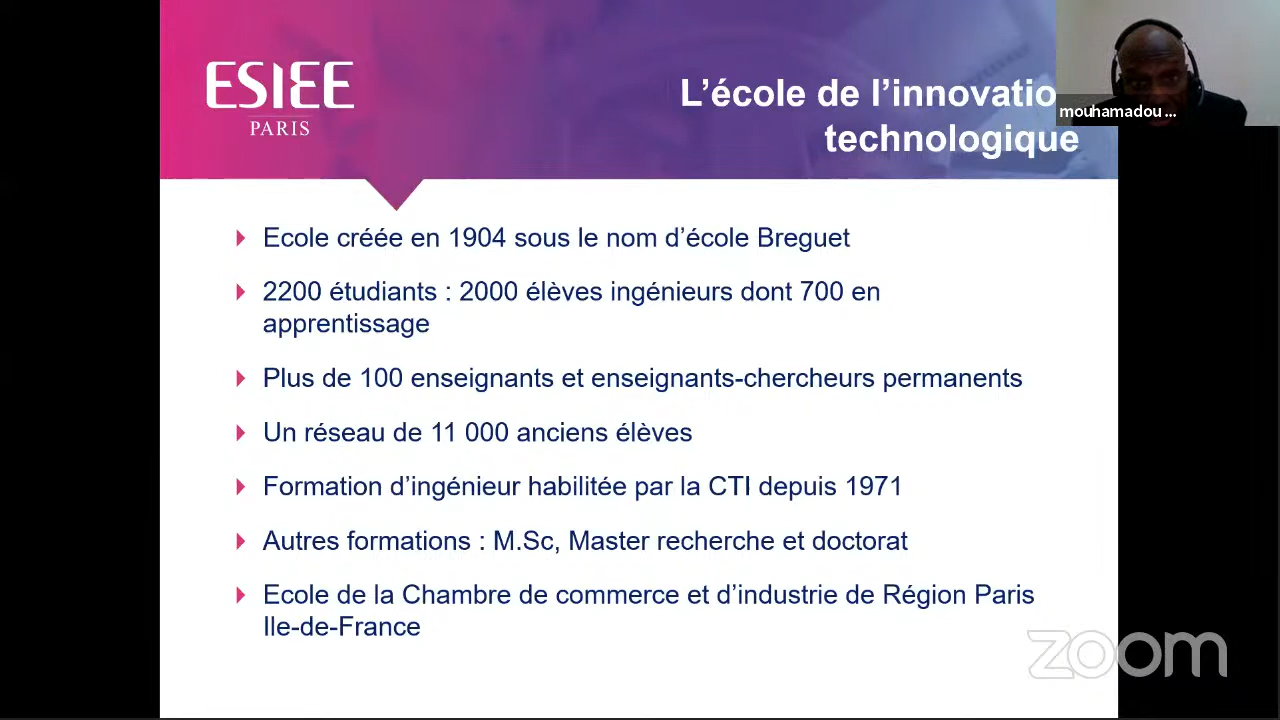 ESIEE
PARIS
L'école de l'innovatio
technologique
mouhamadou ...
Ecole créée en 1904 sous le nom d'école Breguet
2200 étudiants : 2000 élèves ingénieurs dont 700 en
apprentissage
Plus de 100 enseignants et enseignants-chercheurs permanents
Un réseau de 11 000 anciens élèves
Formation d'ingénieur habilitée par la CTI depuis 1971
Autres formations : M.Sc, Master recherche et doctorat
Ecole de la Chambre de commerce et d'industrie de Région Paris
Ile-de-France
zoom